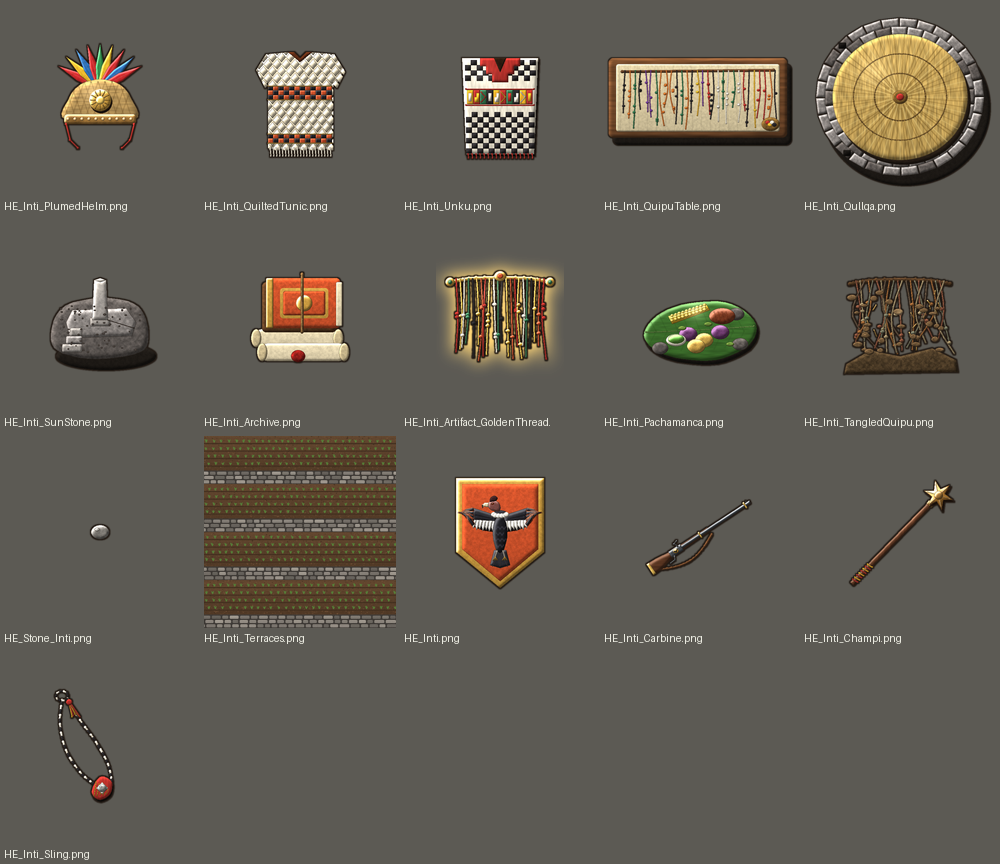 HE_Inti_PlumedHelm.png
HE_Inti_QuiltedTunic.png
HE_Inti_Unku.png
HE_Inti_QuipuTable.png
HE_Inti_Qullqa.png
HE_Inti_SunStone.png
HE_Inti_Archive.png
HE_Inti_Artifact_GoldenThread.
HE_Inti_Pachamanca.png
HE_Inti_TangledQuipu.png
HE_Stone_Inti.png
HE_Inti_Terraces.png
HE_Inti.png
HE_Inti_Carbine.png
HE_Inti_Champi.png
HE_Inti_Sling.png